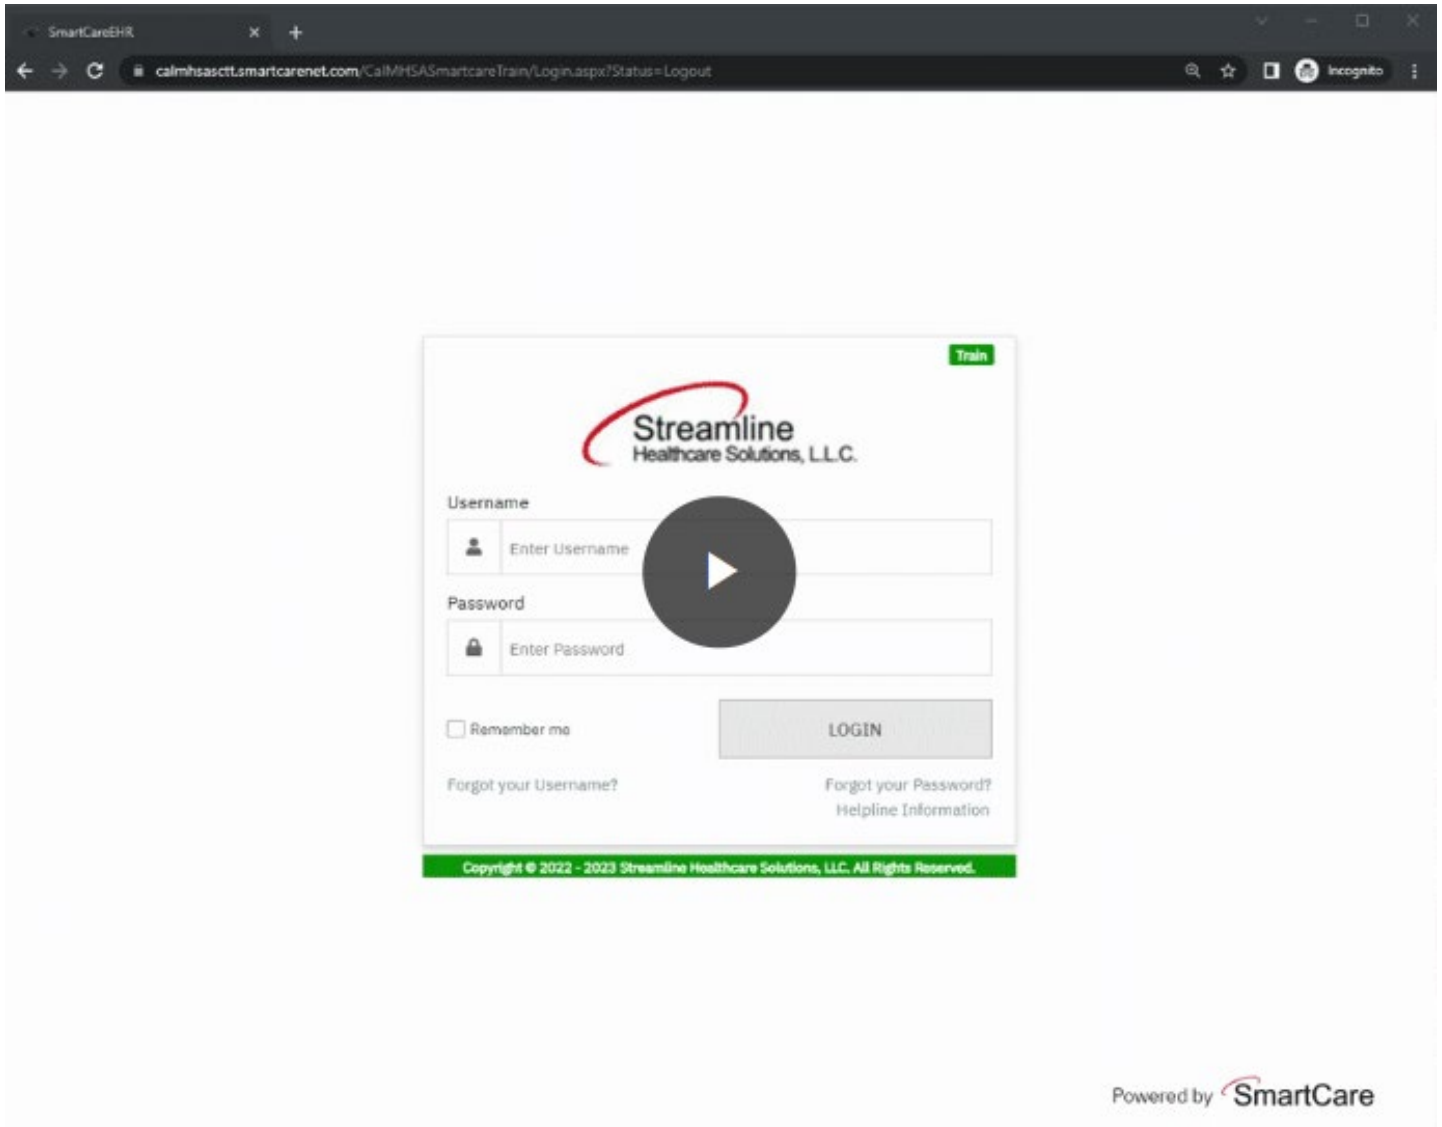 SmartCareEHR
calmhsasctt.smartcarenet.com/CalMHSASmartcareTrain/Login.aspx?Status=Logout
Incognito
Train
Streamline
Healthcare Solutions, L.L.C.
Username
Enter Username
Password
Enter Password
Remember me
LOGIN
Forgot your Username?
Forgot your Password?
Helpline Information
Copyright © 2022 - 2023 Streamline Healthcare Solutions, LLC. All Rights Reserved.
Powered by SmartCare